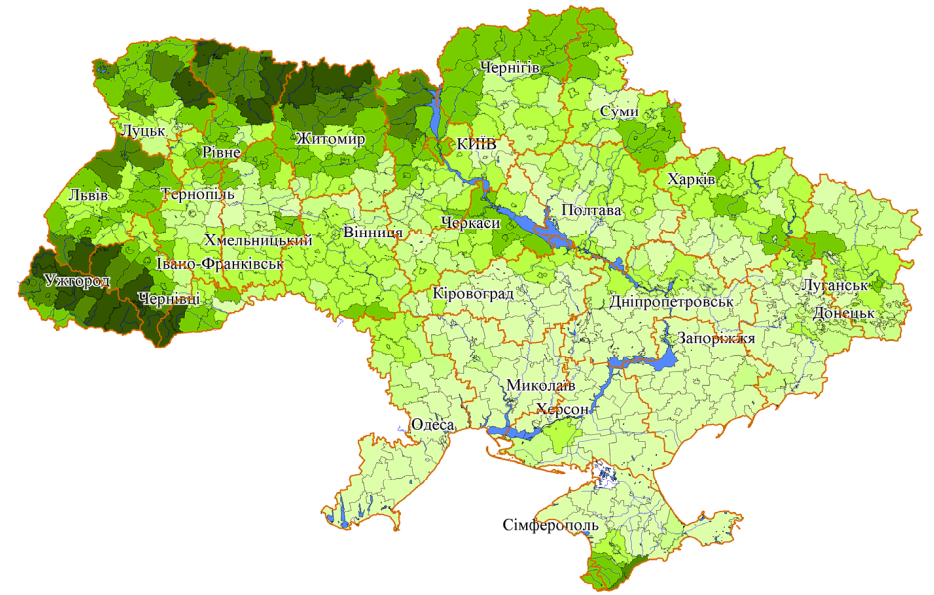 Чернігів
Суми
Луцьк
Житомир
КИЇВ
Рівне
Харків
Львів
Тернопіль
Полтава
Черкаси
Вінниця
Хмельницький
Івано-Франківськ
Ужгород
Луганськ
Кіровоград
Чернівці
Дніпропетровськ
Донецьк
Запоріжжя
Миколаїв
Херсон
Одеса
Сімферополь